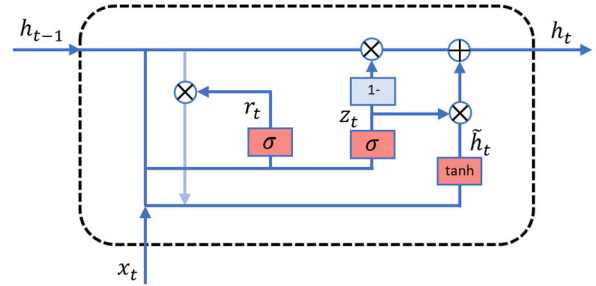 h_{t-1}
h_t
1-
r_t
z_t
σ
σ
h̃_t
tanh
x_t